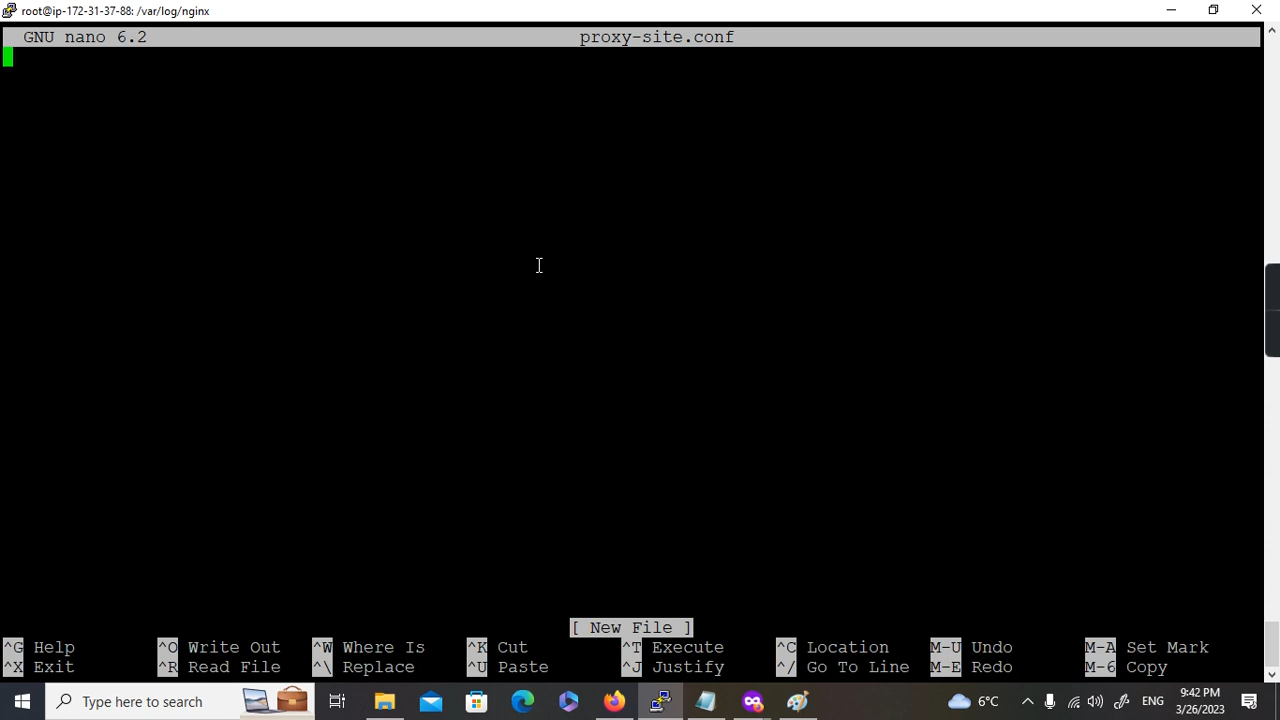 root@ip-172-31-37-88: /var/log/nginx
GNU nano 6.2 proxy-site.conf
[ New File ]
^G Help ^O Write Out ^W Where Is ^K Cut ^T Execute ^C Location M-U Undo M-A Set Mark
^X Exit ^R Read File ^\ Replace ^U Paste ^J Justify ^/ Go To Line M-E Redo M-6 Copy
Type here to search 6°C ENG 9:42 PM
3/26/2023